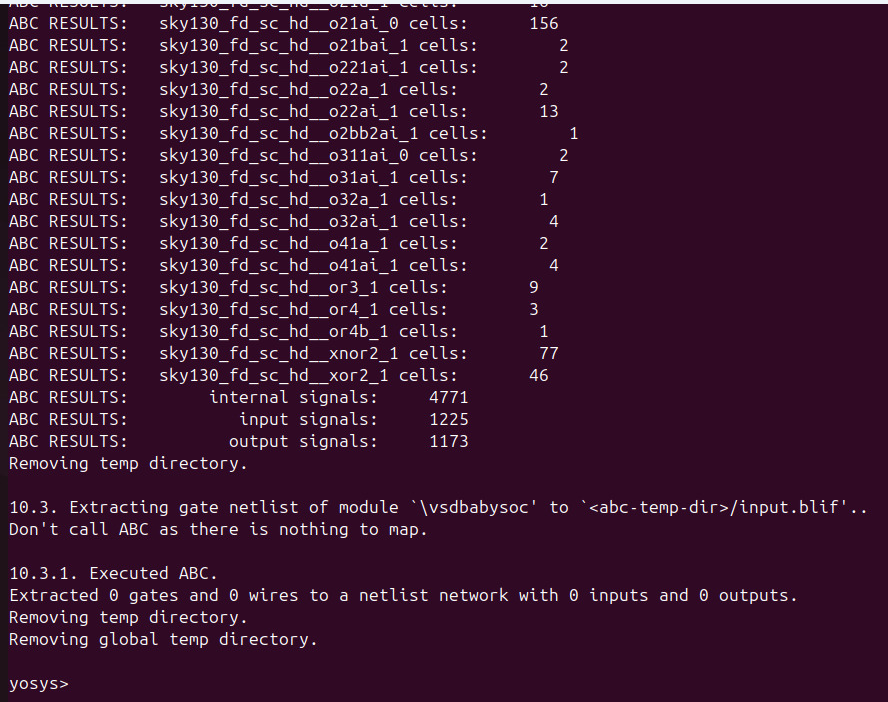 ABC RESULTS:   sky130_fd_sc_hd__o21ai_0 cells:      156
ABC RESULTS:   sky130_fd_sc_hd__o21bai_1 cells:        2
ABC RESULTS:   sky130_fd_sc_hd__o221ai_1 cells:        2
ABC RESULTS:   sky130_fd_sc_hd__o22a_1 cells:        2
ABC RESULTS:   sky130_fd_sc_hd__o22ai_1 cells:       13
ABC RESULTS:   sky130_fd_sc_hd__o2bb2ai_1 cells:        1
ABC RESULTS:   sky130_fd_sc_hd__o311ai_0 cells:        2
ABC RESULTS:   sky130_fd_sc_hd__o31ai_1 cells:        7
ABC RESULTS:   sky130_fd_sc_hd__o32a_1 cells:        1
ABC RESULTS:   sky130_fd_sc_hd__o32ai_1 cells:        4
ABC RESULTS:   sky130_fd_sc_hd__o41a_1 cells:        2
ABC RESULTS:   sky130_fd_sc_hd__o41ai_1 cells:        4
ABC RESULTS:   sky130_fd_sc_hd__or3_1 cells:        9
ABC RESULTS:   sky130_fd_sc_hd__or4_1 cells:        3
ABC RESULTS:   sky130_fd_sc_hd__or4b_1 cells:        1
ABC RESULTS:   sky130_fd_sc_hd__xnor2_1 cells:       77
ABC RESULTS:   sky130_fd_sc_hd__xor2_1 cells:       46
ABC RESULTS:        internal signals:     4771
ABC RESULTS:           input signals:     1225
ABC RESULTS:          output signals:     1173
Removing temp directory.

10.3. Extracting gate netlist of module `\vsdbabysoc' to `<abc-temp-dir>/input.blif'..
Don't call ABC as there is nothing to map.

10.3.1. Executed ABC.
Extracted 0 gates and 0 wires to a netlist network with 0 inputs and 0 outputs.
Removing temp directory.
Removing global temp directory.

yosys>